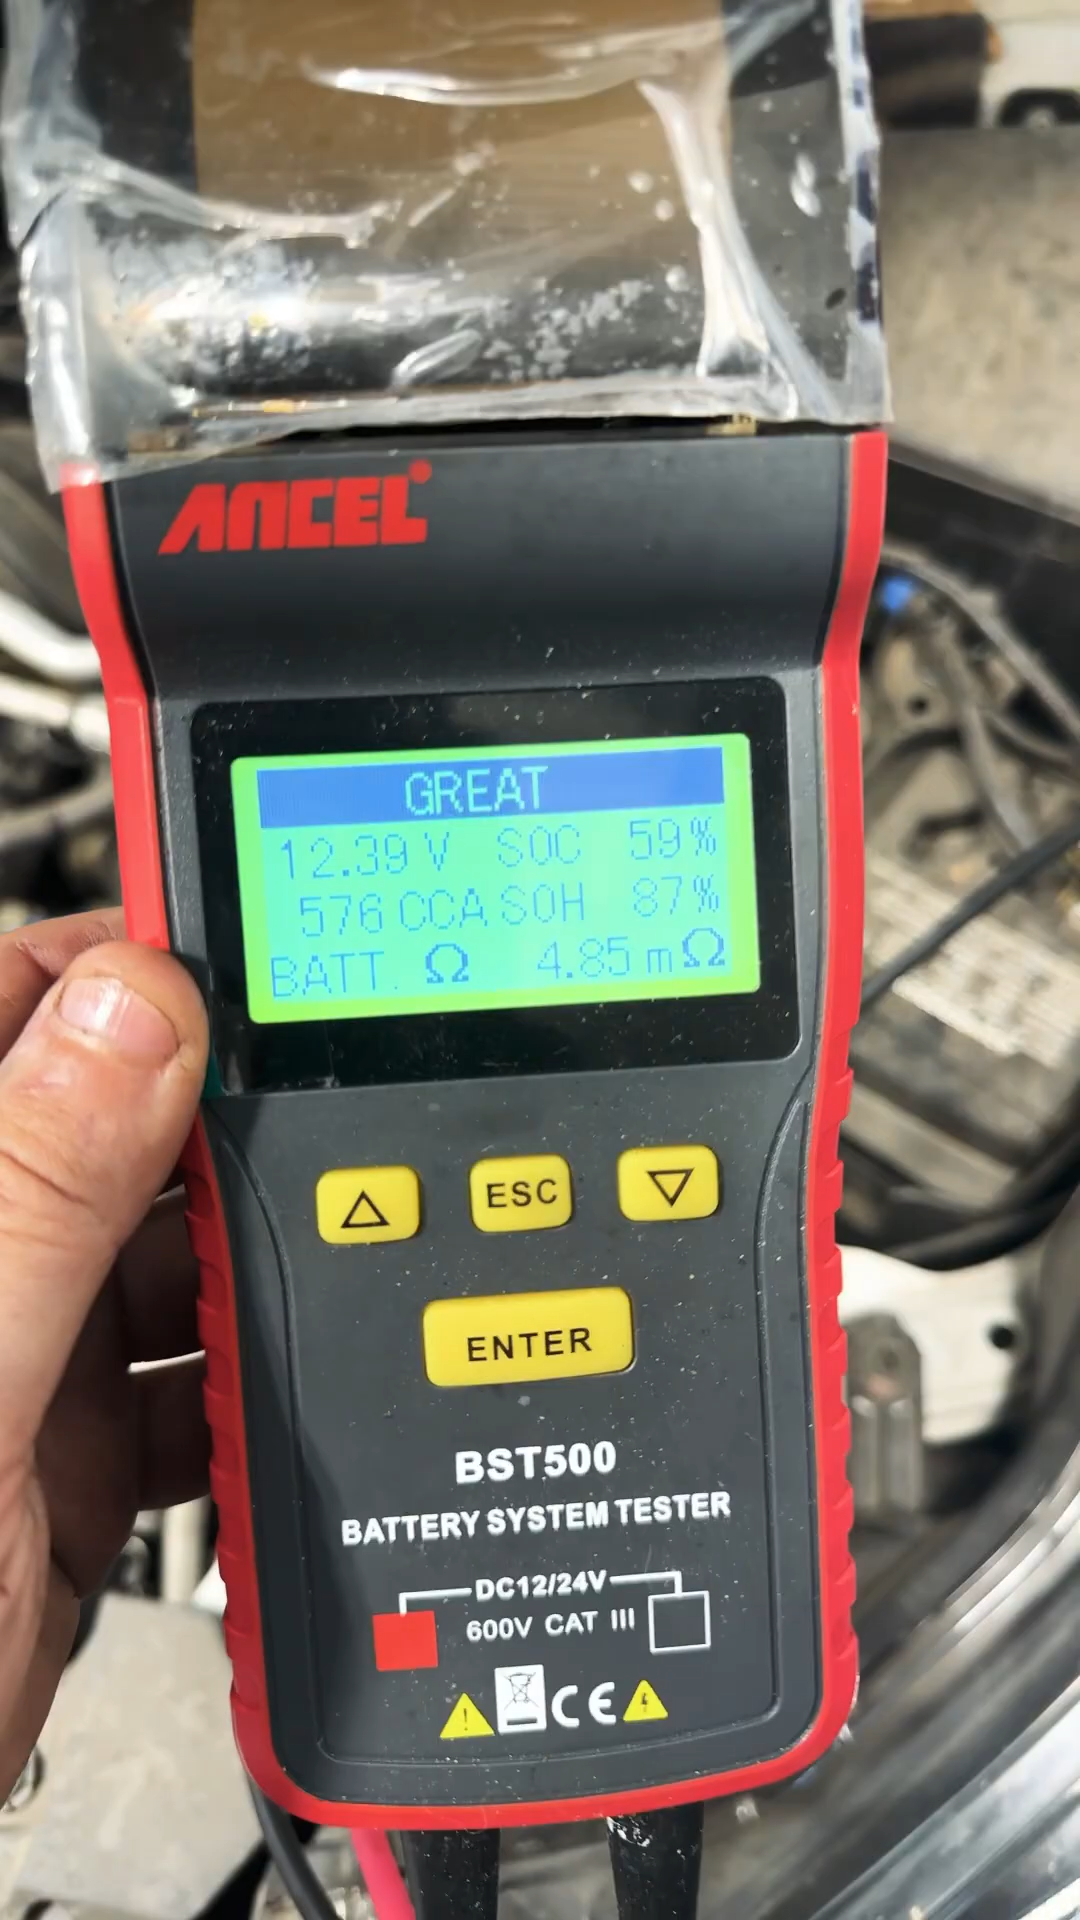 ANCEL
GREAT
12.39 V SOC 59%
576 CCA SOH 87%
BATT. Ω 4.85 mΩ
△ ESC ▽
ENTER
BST500
BATTERY SYSTEM TESTER
DC12/24V
600V CAT III
CE